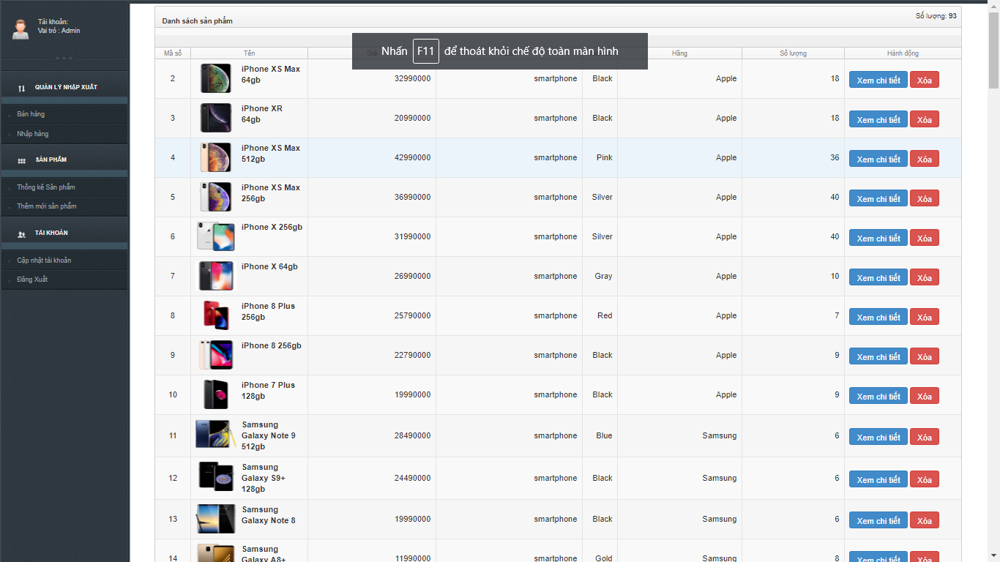 Tài khoản:
Vai trò : Admin
QUẢN LÝ NHẬP XUẤT
Bán hàng
Nhập hàng
SẢN PHẨM
Thống kê Sản phẩm
Thêm mới sản phẩm
TÀI KHOẢN
Cập nhật tài khoản
Đăng Xuất
Danh sách sản phẩm
Số lượng: 93
Nhấn F11 để thoát khỏi chế độ toàn màn hình
Mã số Tên Hãng Số lượng Hành động
2 iPhone XS Max 64gb 32990000 smartphone Black Apple 18 Xem chi tiết Xóa
3 iPhone XR 64gb 20990000 smartphone Black Apple 18 Xem chi tiết Xóa
4 iPhone XS Max 512gb 42990000 smartphone Pink Apple 36 Xem chi tiết Xóa
5 iPhone XS Max 256gb 36990000 smartphone Silver Apple 40 Xem chi tiết Xóa
6 iPhone X 256gb 31990000 smartphone Silver Apple 40 Xem chi tiết Xóa
7 iPhone X 64gb 26990000 smartphone Gray Apple 10 Xem chi tiết Xóa
8 iPhone 8 Plus 256gb 25790000 smartphone Red Apple 7 Xem chi tiết Xóa
9 iPhone 8 256gb 22790000 smartphone Black Apple 9 Xem chi tiết Xóa
10 iPhone 7 Plus 128gb 19990000 smartphone Black Apple 9 Xem chi tiết Xóa
11 Samsung Galaxy Note 9 512gb 28490000 smartphone Blue Samsung 6 Xem chi tiết Xóa
12 Samsung Galaxy S9+ 128gb 24490000 smartphone Black Samsung 6 Xem chi tiết Xóa
13 Samsung Galaxy Note 8 19990000 smartphone Black Samsung 6 Xem chi tiết Xóa
14 Samsung Galaxy A8+ 11990000 smartphone Gold Samsung 8 Xem chi tiết Xóa